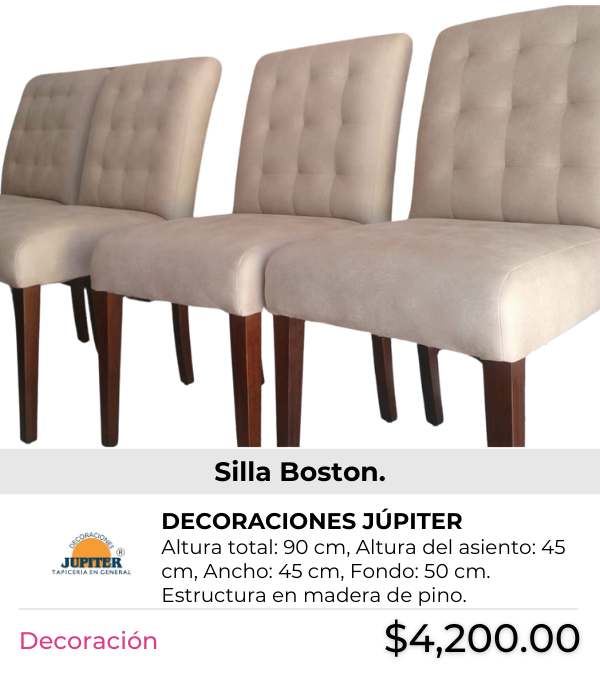 Silla Boston.
DECORACIONES JÚPITER
Altura total: 90 cm, Altura del asiento: 45
cm, Ancho: 45 cm, Fondo: 50 cm.
Estructura en madera de pino.
DECORACIONES
JUPITER ®
TAPICERIA EN GENERAL
Decoración
$4,200.00